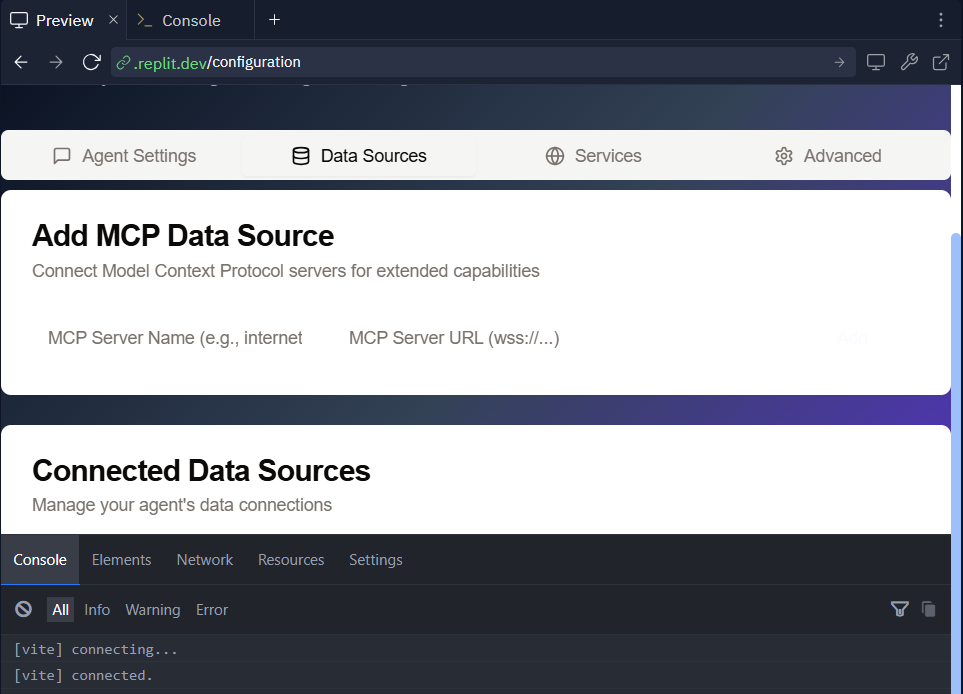 Preview × Console +
.replit.dev/configuration
Agent Settings Data Sources Services Advanced
Add MCP Data Source
Connect Model Context Protocol servers for extended capabilities
MCP Server Name (e.g., internet MCP Server URL (wss://...)
Connected Data Sources
Manage your agent's data connections
Console Elements Network Resources Settings
All Info Warning Error
[vite] connecting...
[vite] connected.